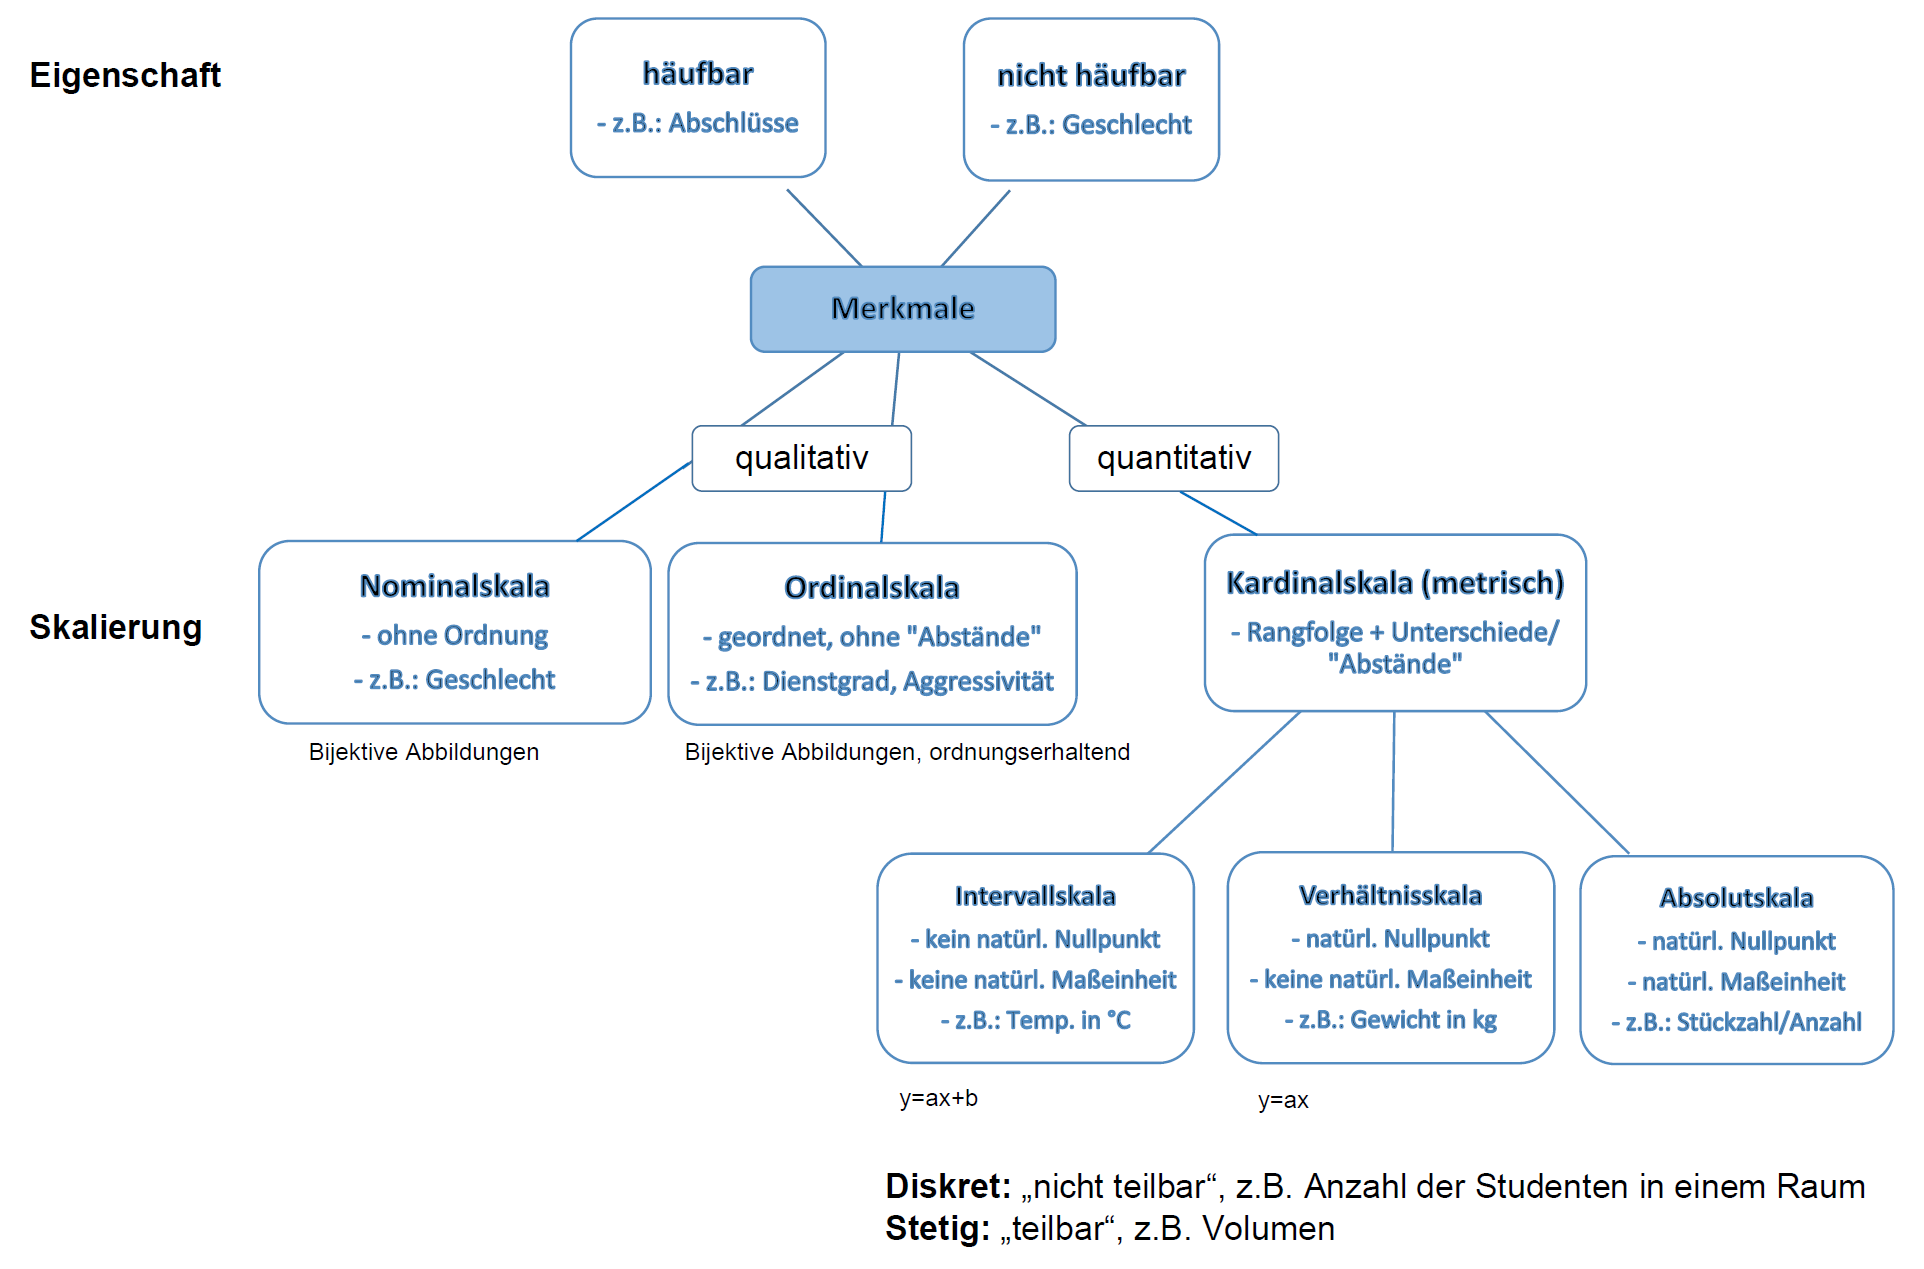 Eigenschaft
häufbar
- z.B.: Abschlüsse
nicht häufbar
- z.B.: Geschlecht
Merkmale
qualitativ
quantitativ
Skalierung
Nominalskala
- ohne Ordnung
- z.B.: Geschlecht
Bijektive Abbildungen
Ordinalskala
- geordnet, ohne "Abstände"
- z.B.: Dienstgrad, Aggressivität
Bijektive Abbildungen, ordnungserhaltend
Kardinalskala (metrisch)
- Rangfolge + Unterschiede/
"Abstände"
Intervallskala
- kein natürl. Nullpunkt
- keine natürl. Maßeinheit
- z.B.: Temp. in °C
y=ax+b
Verhältnisskala
- natürl. Nullpunkt
- keine natürl. Maßeinheit
- z.B.: Gewicht in kg
y=ax
Absolutskala
- natürl. Nullpunkt
- natürl. Maßeinheit
- z.B.: Stückzahl/Anzahl
Diskret: „nicht teilbar“, z.B. Anzahl der Studenten in einem Raum
Stetig: „teilbar“, z.B. Volumen